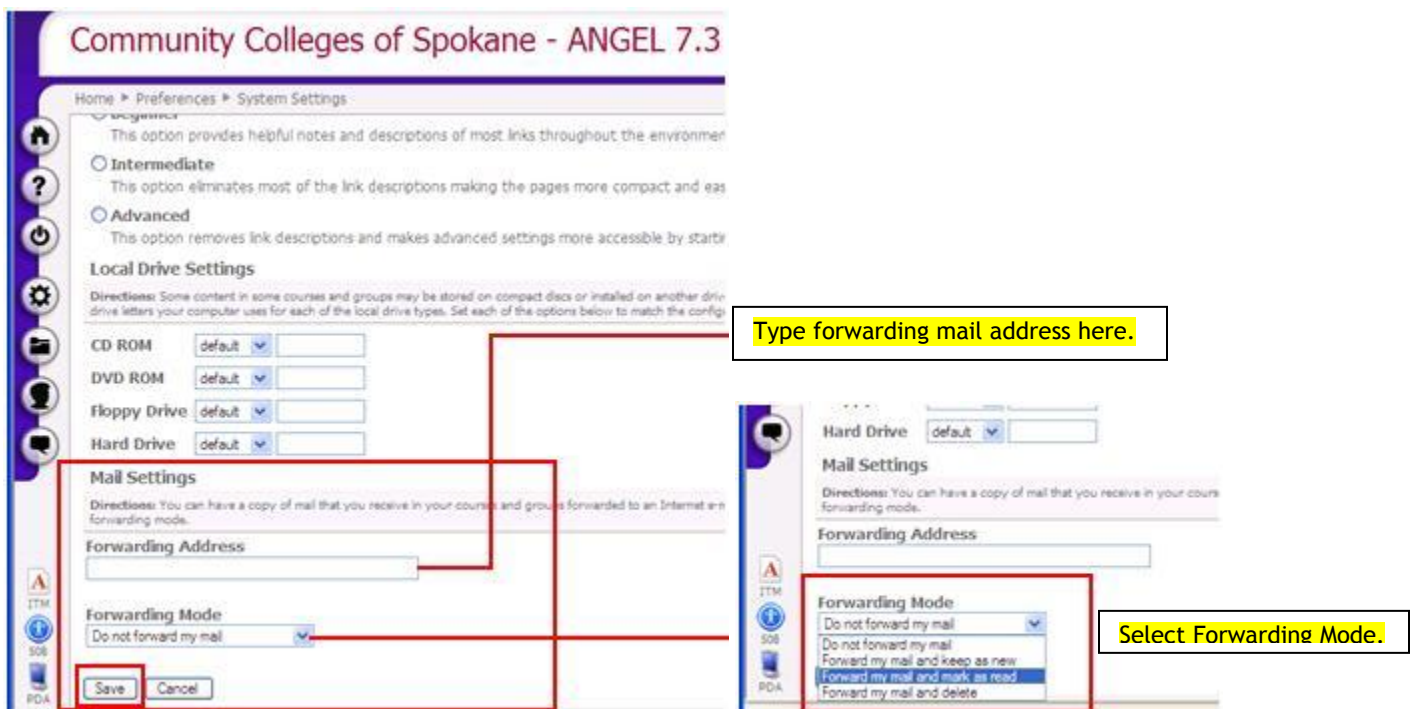 Community Colleges of Spokane - ANGEL 7.3
Home ▶ Preferences ▶ System Settings
Beginner
This option provides helpful notes and descriptions of most links throughout the environmen
Intermediate
This option eliminates most of the link descriptions making the pages more compact and eas
Advanced
This option removes link descriptions and makes advanced settings more accessible by startin
Local Drive Settings
Directions: Some content in some courses and groups may be stored on compact discs or installed on another driv
drive letters your computer uses for each of the local drive types. Set each of the options below to match the config
CD ROM default
DVD ROM default
Floppy Drive default
Hard Drive default
Mail Settings
Directions: You can have a copy of mail that you receive in your courses and groups forwarded to an Internet e-m
forwarding mode.
Forwarding Address
Forwarding Mode
Do not forward my mail
Save Cancel
ITM
508
PDA
Type forwarding mail address here.
Hard Drive default
Mail Settings
Directions: You can have a copy of mail that you receive in your cours
forwarding mode.
Forwarding Address
Forwarding Mode
Do not forward my mail
Do not forward my mail
Forward my mail and keep as new
Forward my mail and mark as read
Forward my mail and delete
ITM
508
PDA
Select Forwarding Mode.